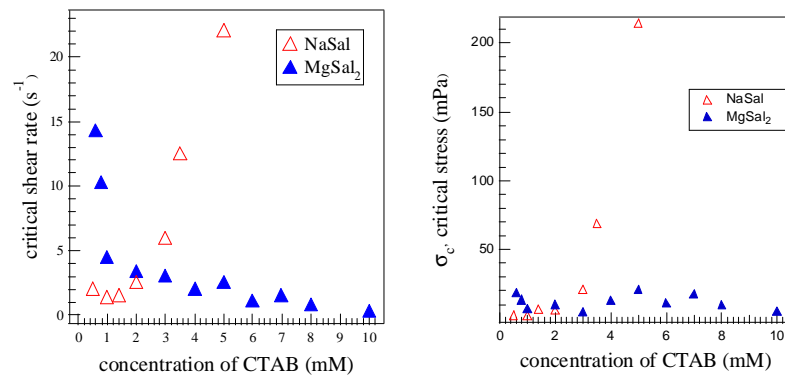 critical shear rate (s-1)
20
15
10
5
0
NaSal
MgSal2
0 1 2 3 4 5 6 7 8 9 10
concentration of CTAB (mM)
σc, critical stress (mPa)
200
150
100
50
NaSal
MgSal2
0 2 4 6 8 10
concentration of CTAB (mM)